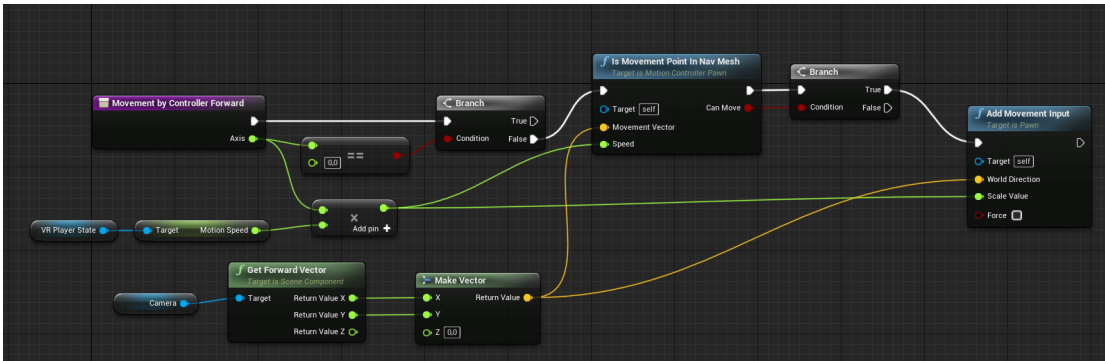 Movement by Controller Forward
Axis
Branch
Condition
True
False
0,0
==
×
Add pin +
VR Player State
Target
Motion Speed
Camera
Get Forward Vector
Target is Scene Component
Target
Return Value X
Return Value Y
Return Value Z
Make Vector
X
Y
Z 0,0
Return Value
Is Movement Point In Nav Mesh
Target is Motion Controller Pawn
Target self
Movement Vector
Speed
Can Move
Branch
Condition
True
False
Add Movement Input
Target is Pawn
Target self
World Direction
Scale Value
Force